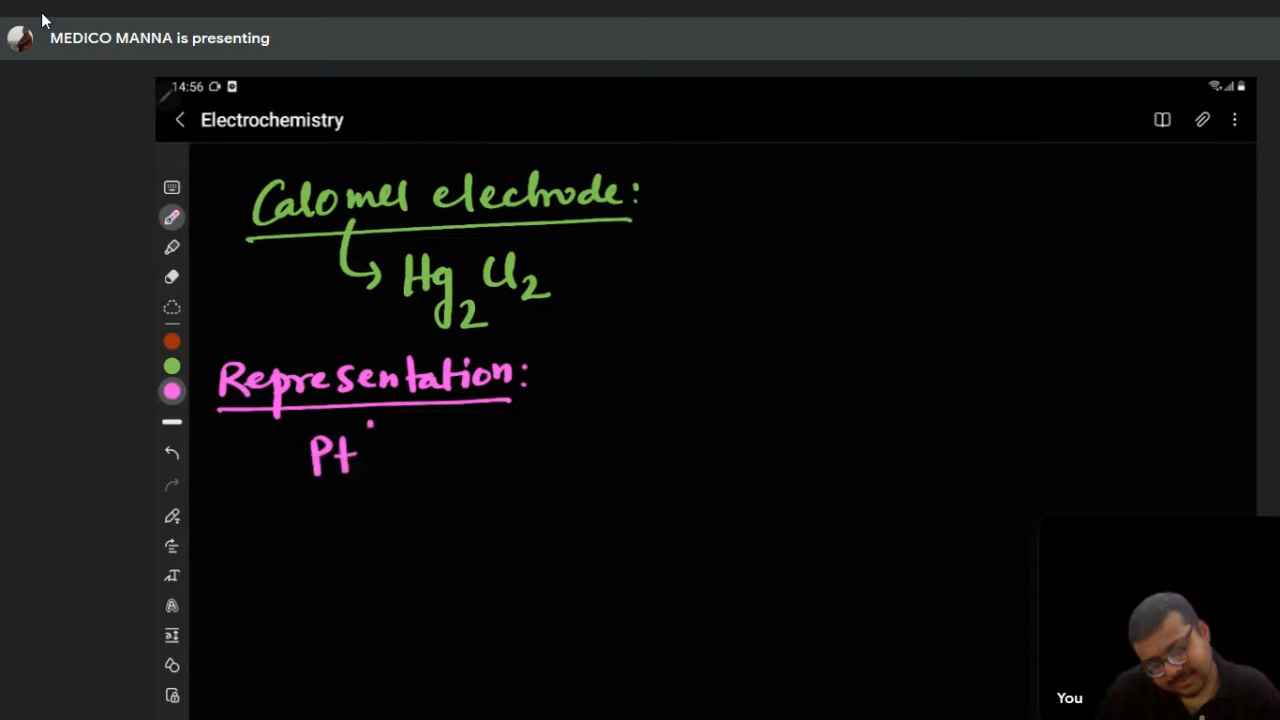 MEDICO MANNA is presenting
14:56
Electrochemistry
Calomel electrode:
Hg2Cl2
Representation:
Pt
You